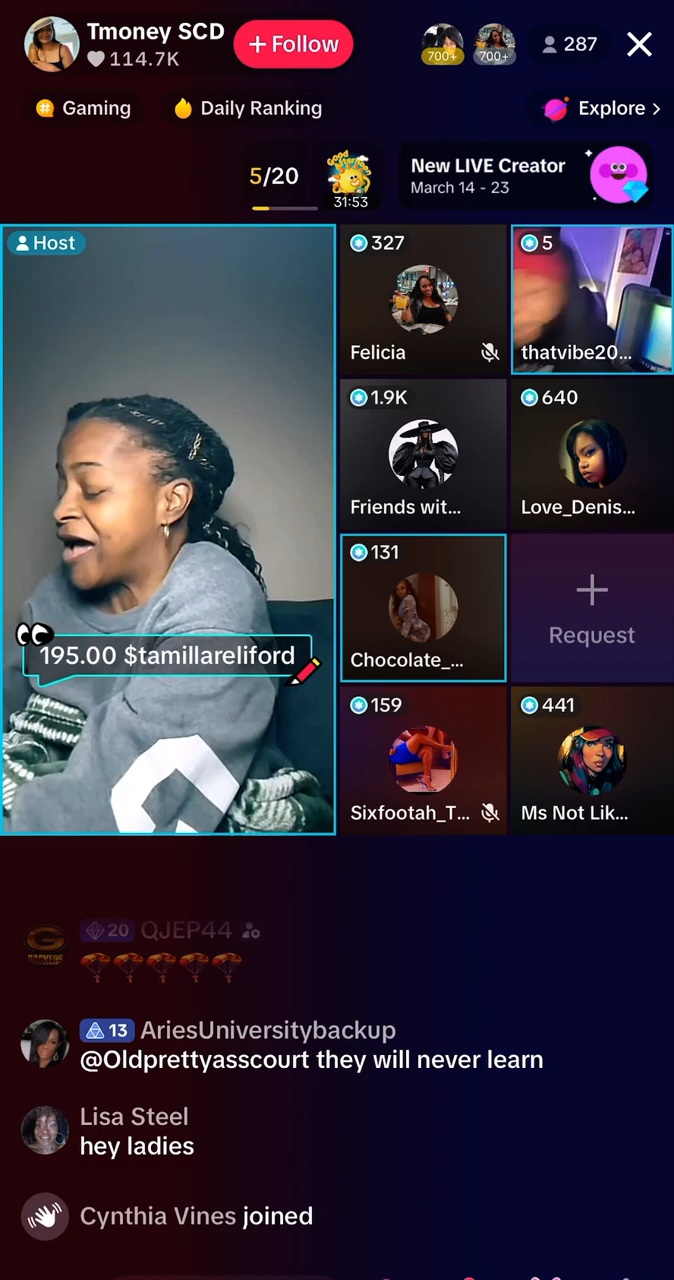 Tmoney SCD
114.7K
+ Follow
700+
700+
287
Gaming
Daily Ranking
Explore >
5/20
31:53
New LIVE Creator
March 14 - 23
Host
195.00 $tamillareliford
327
Felicia
5
thatvibe20...
1.9K
Friends wit...
640
Love_Denis...
131
Chocolate_...
Request
159
Sixfootah_T...
441
Ms Not Lik...
20 QJEP44
13 AriesUniversitybackup
@Oldprettyasscourt they will never learn
Lisa Steel
hey ladies
Cynthia Vines joined